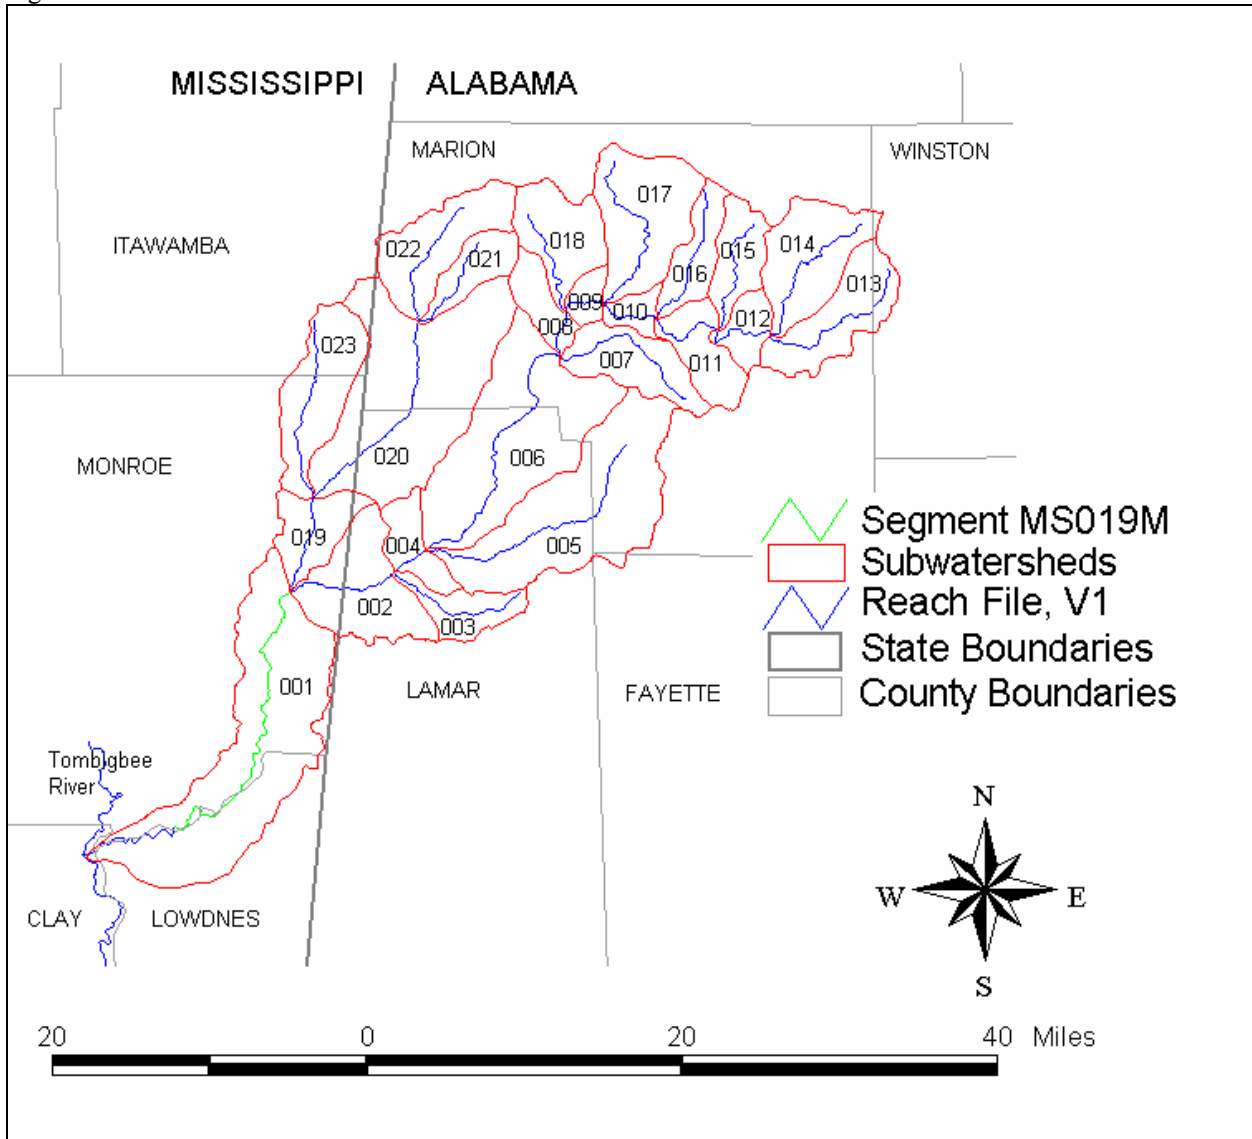 MISSISSIPPI
ALABAMA
MARION
WINSTON
ITAWAMBA
MONROE
017
022
021
018
016
015
014
013
009
010
012
008
007
011
023
020
006
019
004
005
002
003
001
LAMAR
FAYETTE
Segment MS019M
Subwatersheds
Reach File, V1
State Boundaries
County Boundaries
Tombigbee
River
CLAY
LOWDNES
N
W
E
S
20 0 20 40 Miles